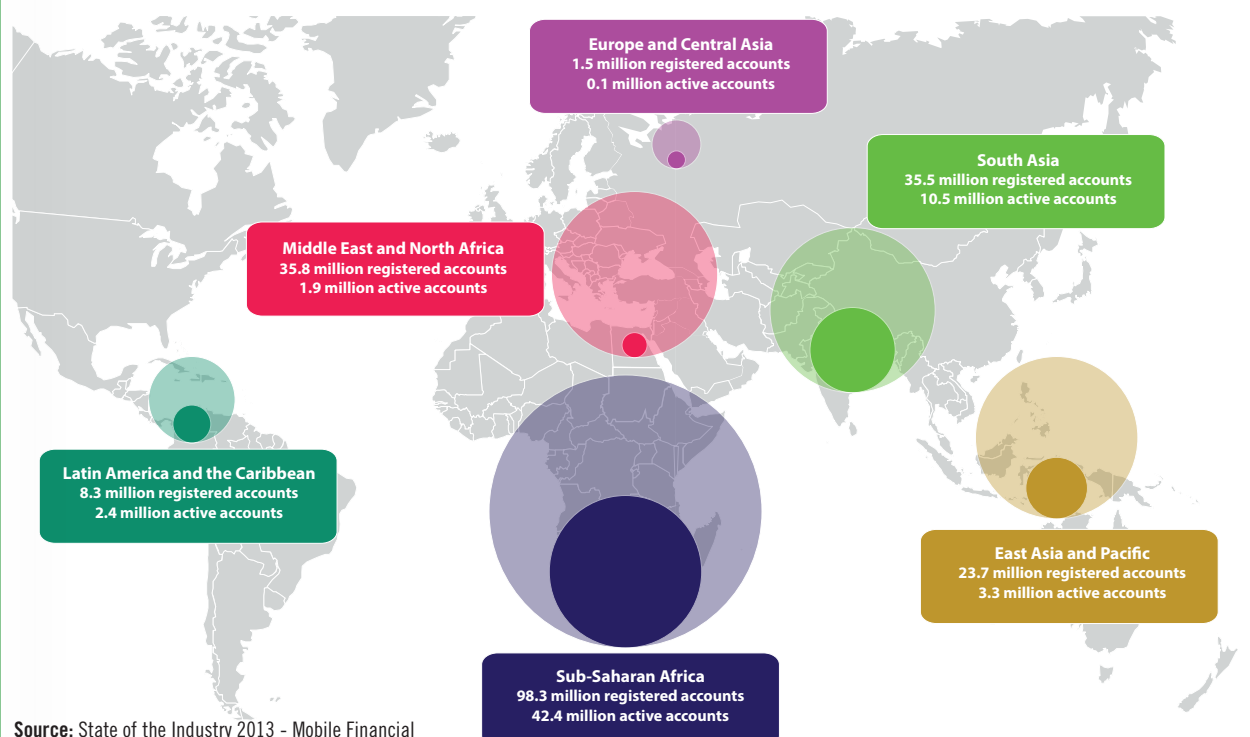 Europe and Central Asia
1.5 million registered accounts
0.1 million active accounts
South Asia
35.5 million registered accounts
10.5 million active accounts
Middle East and North Africa
35.8 million registered accounts
1.9 million active accounts
Latin America and the Caribbean
8.3 million registered accounts
2.4 million active accounts
East Asia and Pacific
23.7 million registered accounts
3.3 million active accounts
Sub-Saharan Africa
98.3 million registered accounts
42.4 million active accounts
Source: State of the Industry 2013 - Mobile Financial